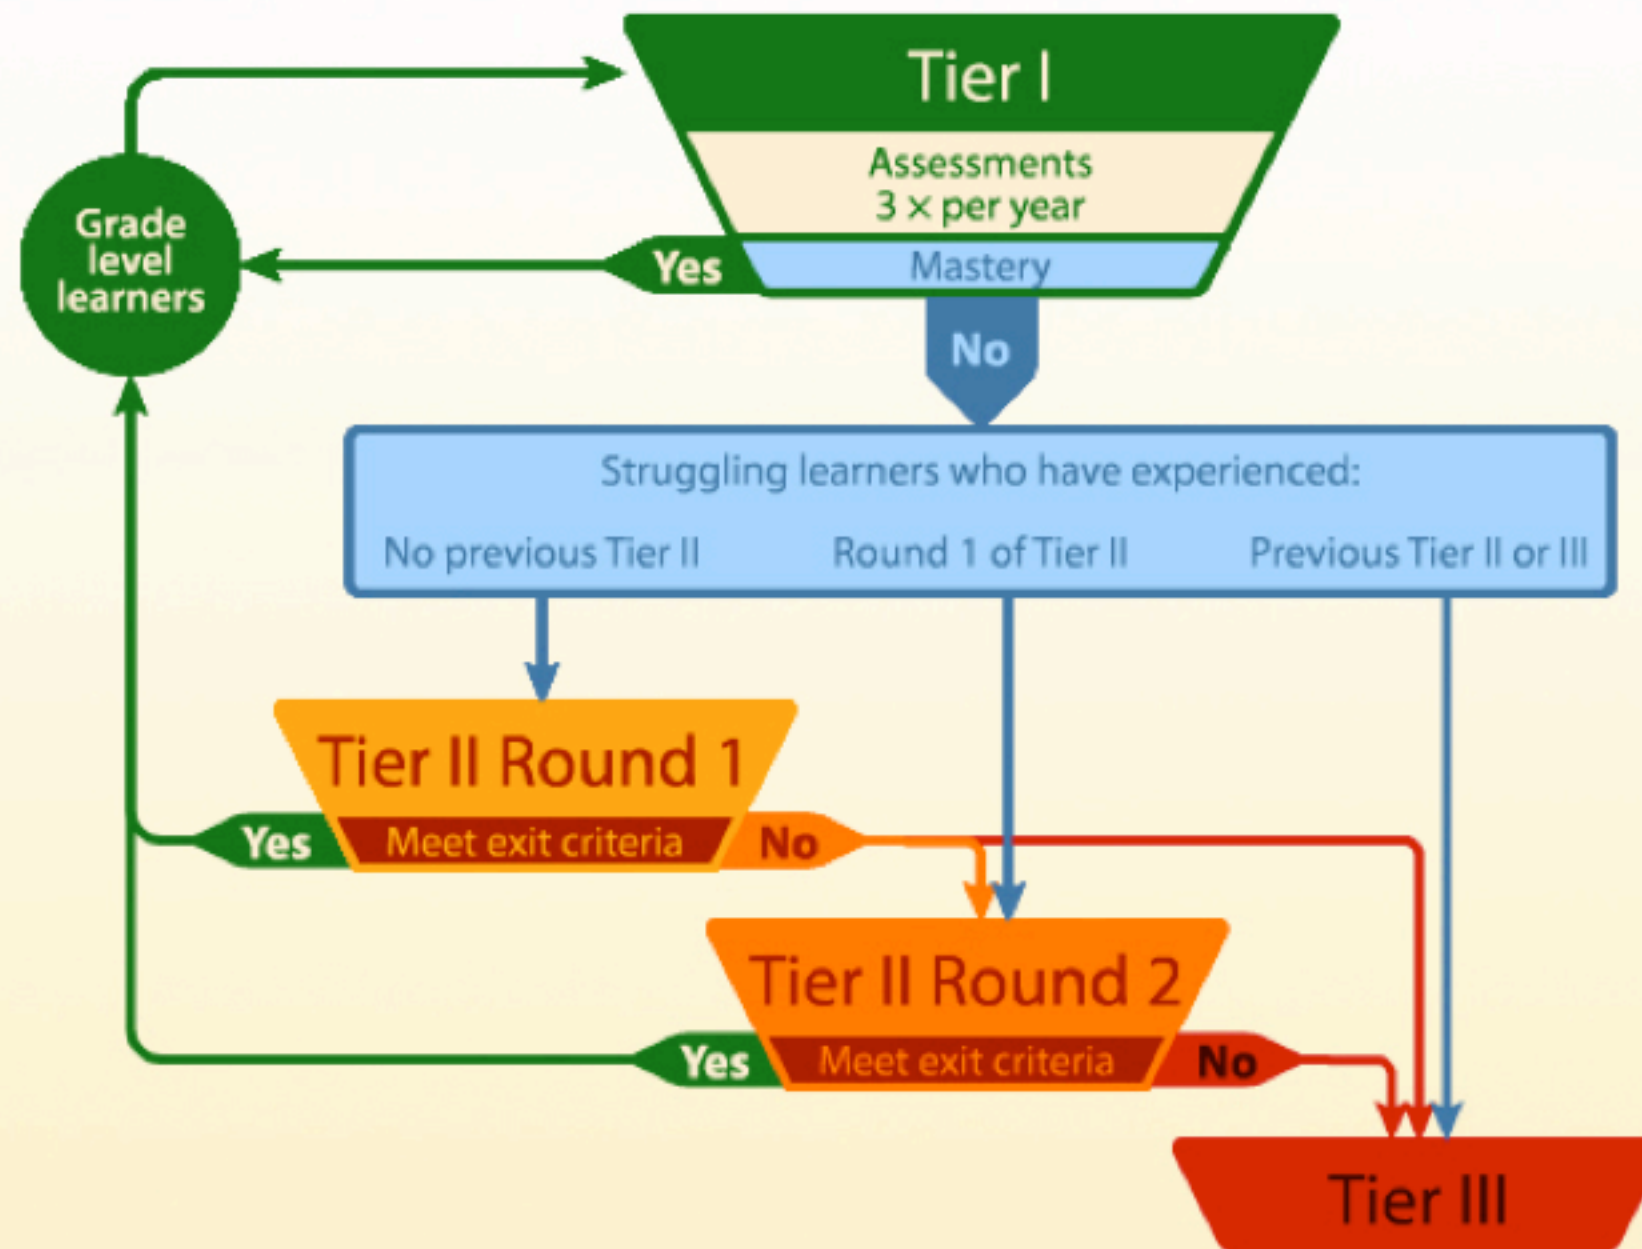 Tier I
Assessments
3 × per year
Grade
level
learners
Yes
Mastery
No
Struggling learners who have experienced:
No previous Tier II
Round 1 of Tier II
Previous Tier II or III
Tier II Round 1
Yes
Meet exit criteria
No
Tier II Round 2
Yes
Meet exit criteria
No
Tier III